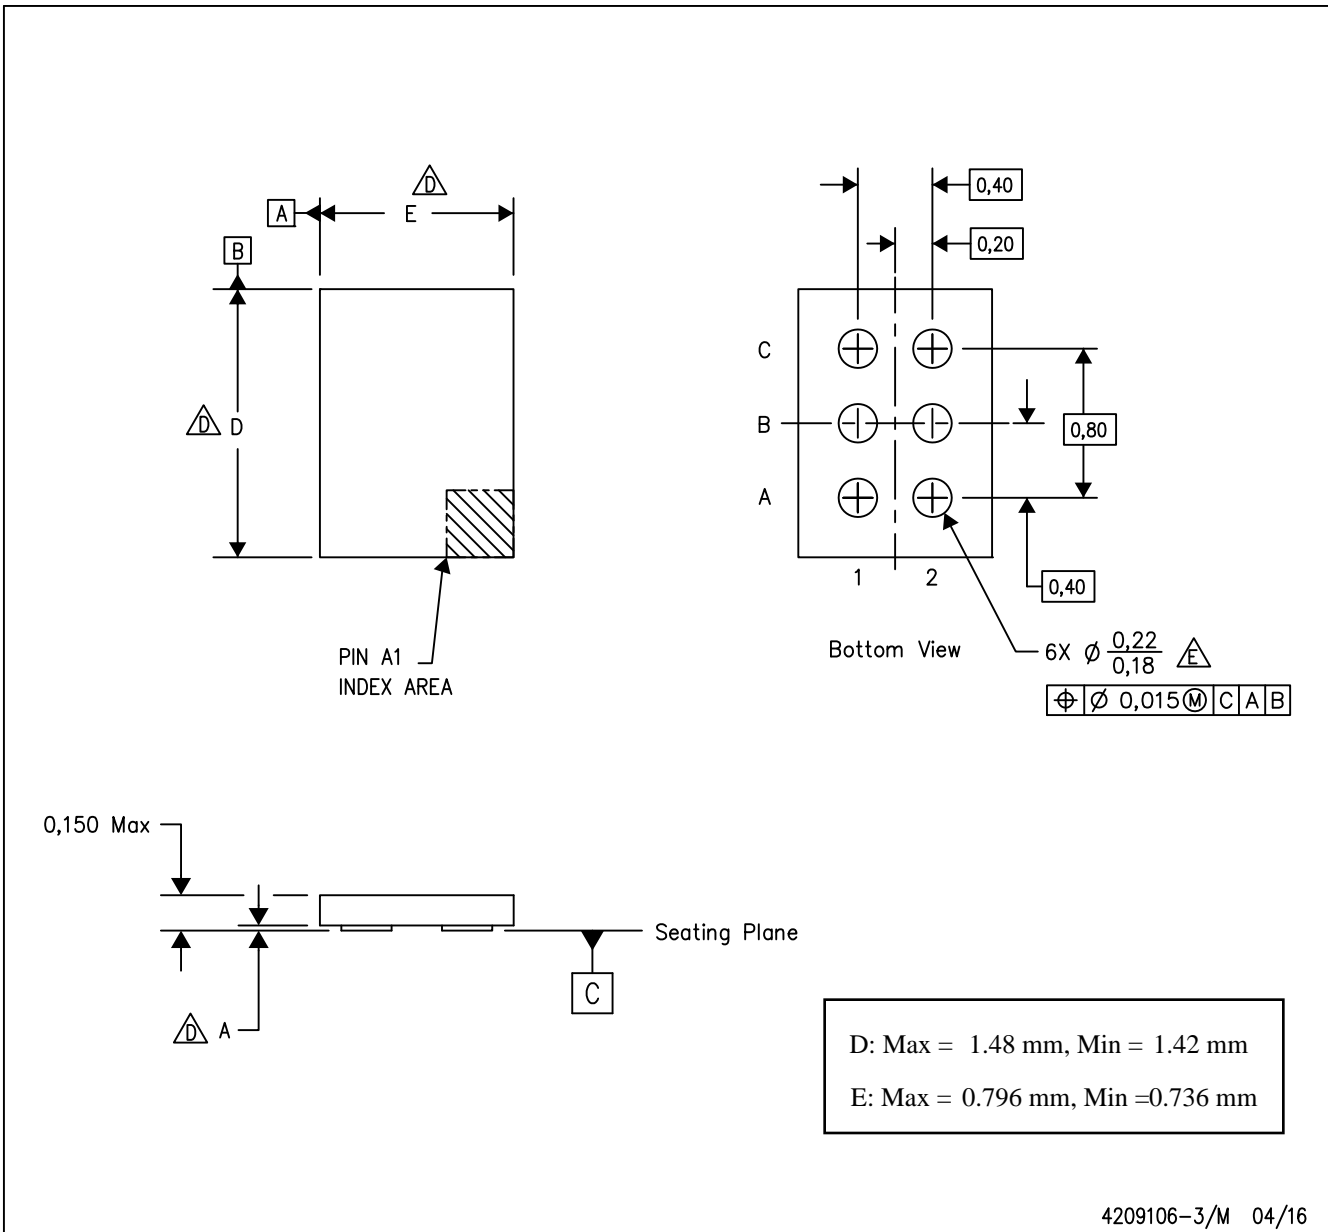 D
A
E
B
D
D
PIN A1
INDEX AREA
0,40
0,20
C
B
A
0,80
0,40
1
2
Bottom View
6X Ø 0,22
0,18
E
⌖ Ø 0,015Ⓜ C A B
0,150 Max
Seating Plane
C
D
A
D: Max = 1.48 mm, Min = 1.42 mm
E: Max = 0.796 mm, Min =0.736 mm
4209106-3/M 04/16